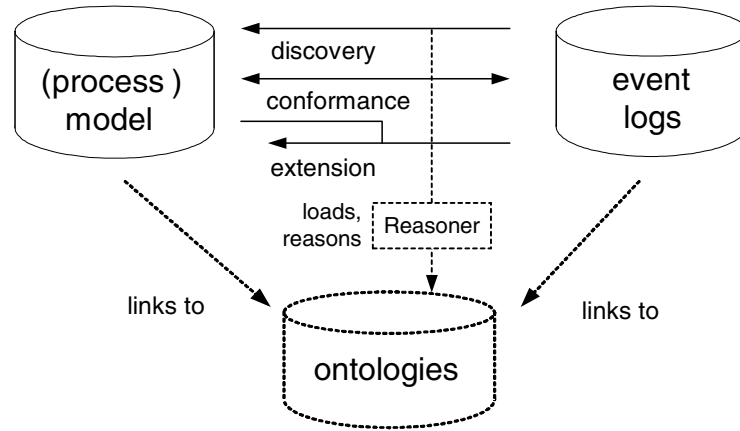 (process )
model
discovery
conformance
extension
event
logs
loads,
reasons
Reasoner
links to
links to
ontologies